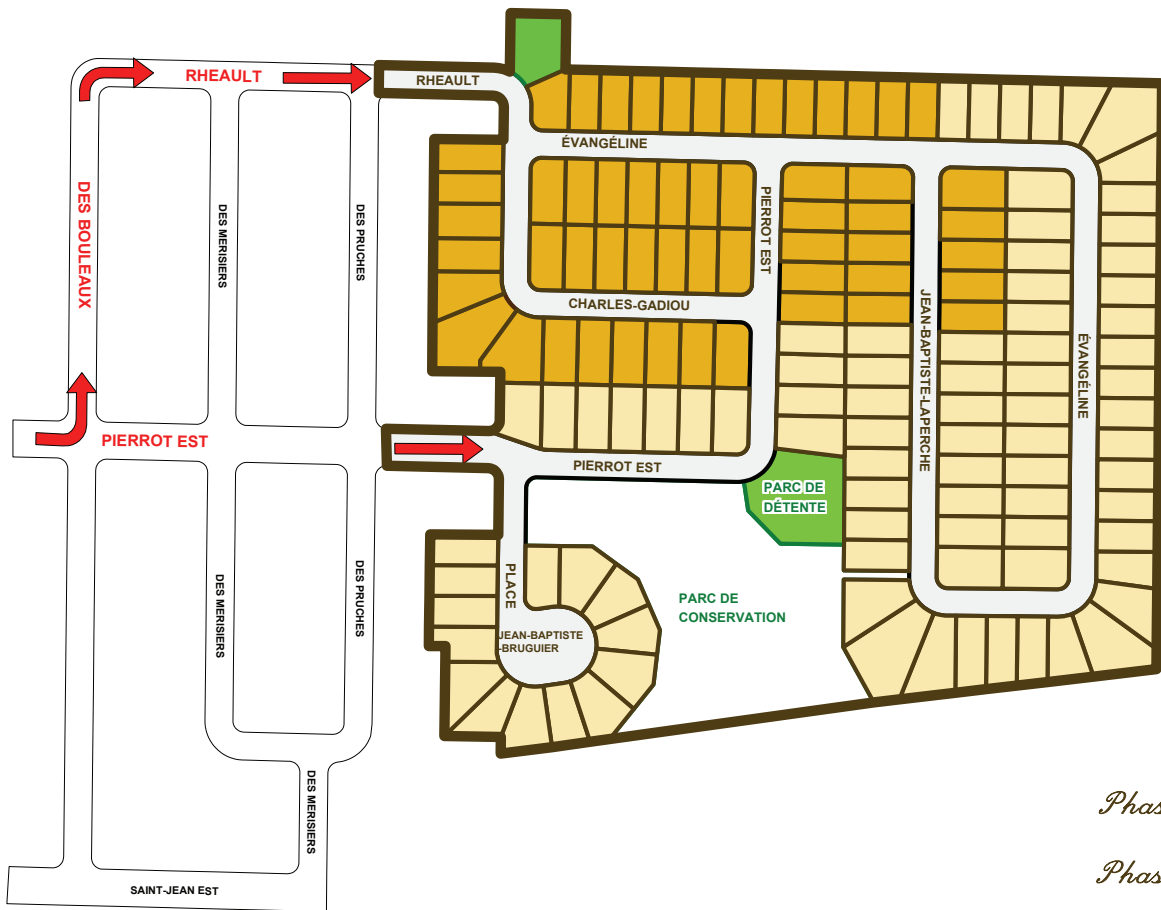 RHEAULT
RHEAULT
ÉVANGÉLINE
DES BOULEAUX
DES MERISIERS
DES PRUCHES
PIERROT EST
CHARLES-GADIOU
JEAN-BAPTISTE-LAPERCHE
ÉVANGÉLINE
PIERROT EST
PIERROT EST
PARC DE
DÉTENTE
PLACE
JEAN-BAPTISTE
-BRUGUIER
PARC DE
CONSERVATION
DES MERISIERS
DES PRUCHES
DES MERISIERS
SAINT-JEAN EST
Phas
Phas